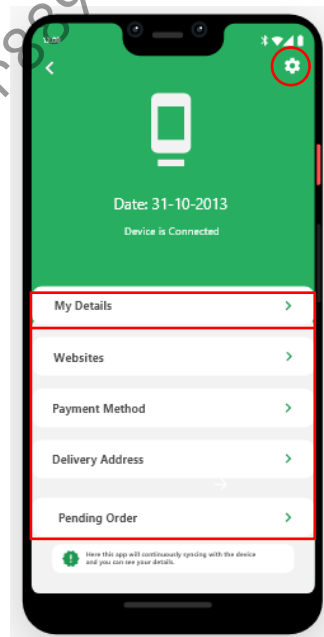 Date: 31-10-2013
Device is Connected
My Details
Websites
Payment Method
Delivery Address
Pending Order
Here this app will continuously syncing with the device
and you can see your details.